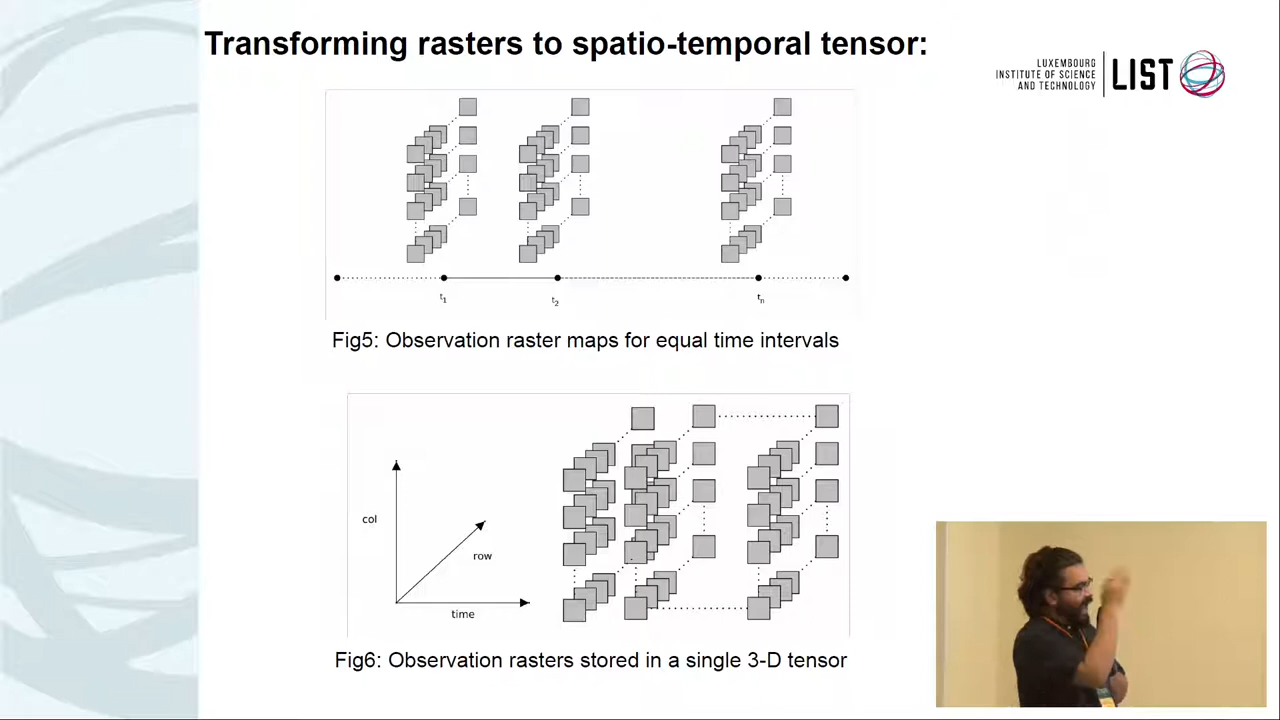 Transforming rasters to spatio-temporal tensor:
LUXEMBOURG
INSTITUTE OF SCIENCE
AND TECHNOLOGY
LIST
t1
t2
tn
Fig5: Observation raster maps for equal time intervals
col
row
time
Fig6: Observation rasters stored in a single 3-D tensor